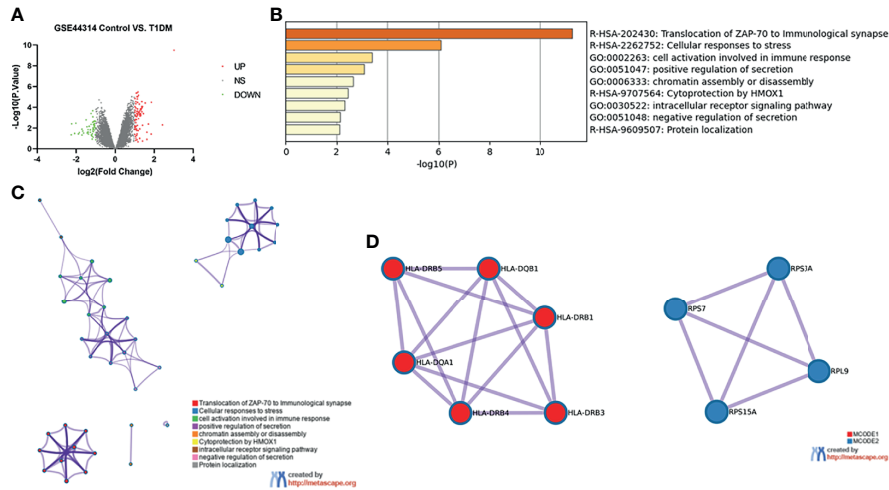 A
GSE44314 Control VS. T1DM
10
8
6
4
2
0
-4
-2
0
2
4
-Log10(P.Value)
log2(Fold Change)
UP
NS
DOWN
B
R-HSA-202430: Translocation of ZAP-70 to Immunological synapse
R-HSA-2262752: Cellular responses to stress
GO:0002263: cell activation involved in immune response
GO:0051047: positive regulation of secretion
GO:0006333: chromatin assembly or disassembly
R-HSA-9707564: Cytoprotection by HMOX1
GO:0030522: intracellular receptor signaling pathway
GO:0051048: negative regulation of secretion
R-HSA-9609507: Protein localization
0
2
4
6
8
10
-log10(P)
C
Translocation of ZAP-70 to Immunological synapse
Cellular responses to stress
cell activation involved in immune response
positive regulation of secretion
chromatin assembly or disassembly
Cytoprotection by HMOX1
intracellular receptor signaling pathway
negative regulation of secretion
Protein localization
created by
http://metascape.org
D
HLA-DRB5
HLA-DQB1
HLA-DRB1
HLA-DQA1
HLA-DRB4
HLA-DRB3
RPS7
RPL9
RPS15A
MCODE1
MCODE2
created by
http://metascape.org